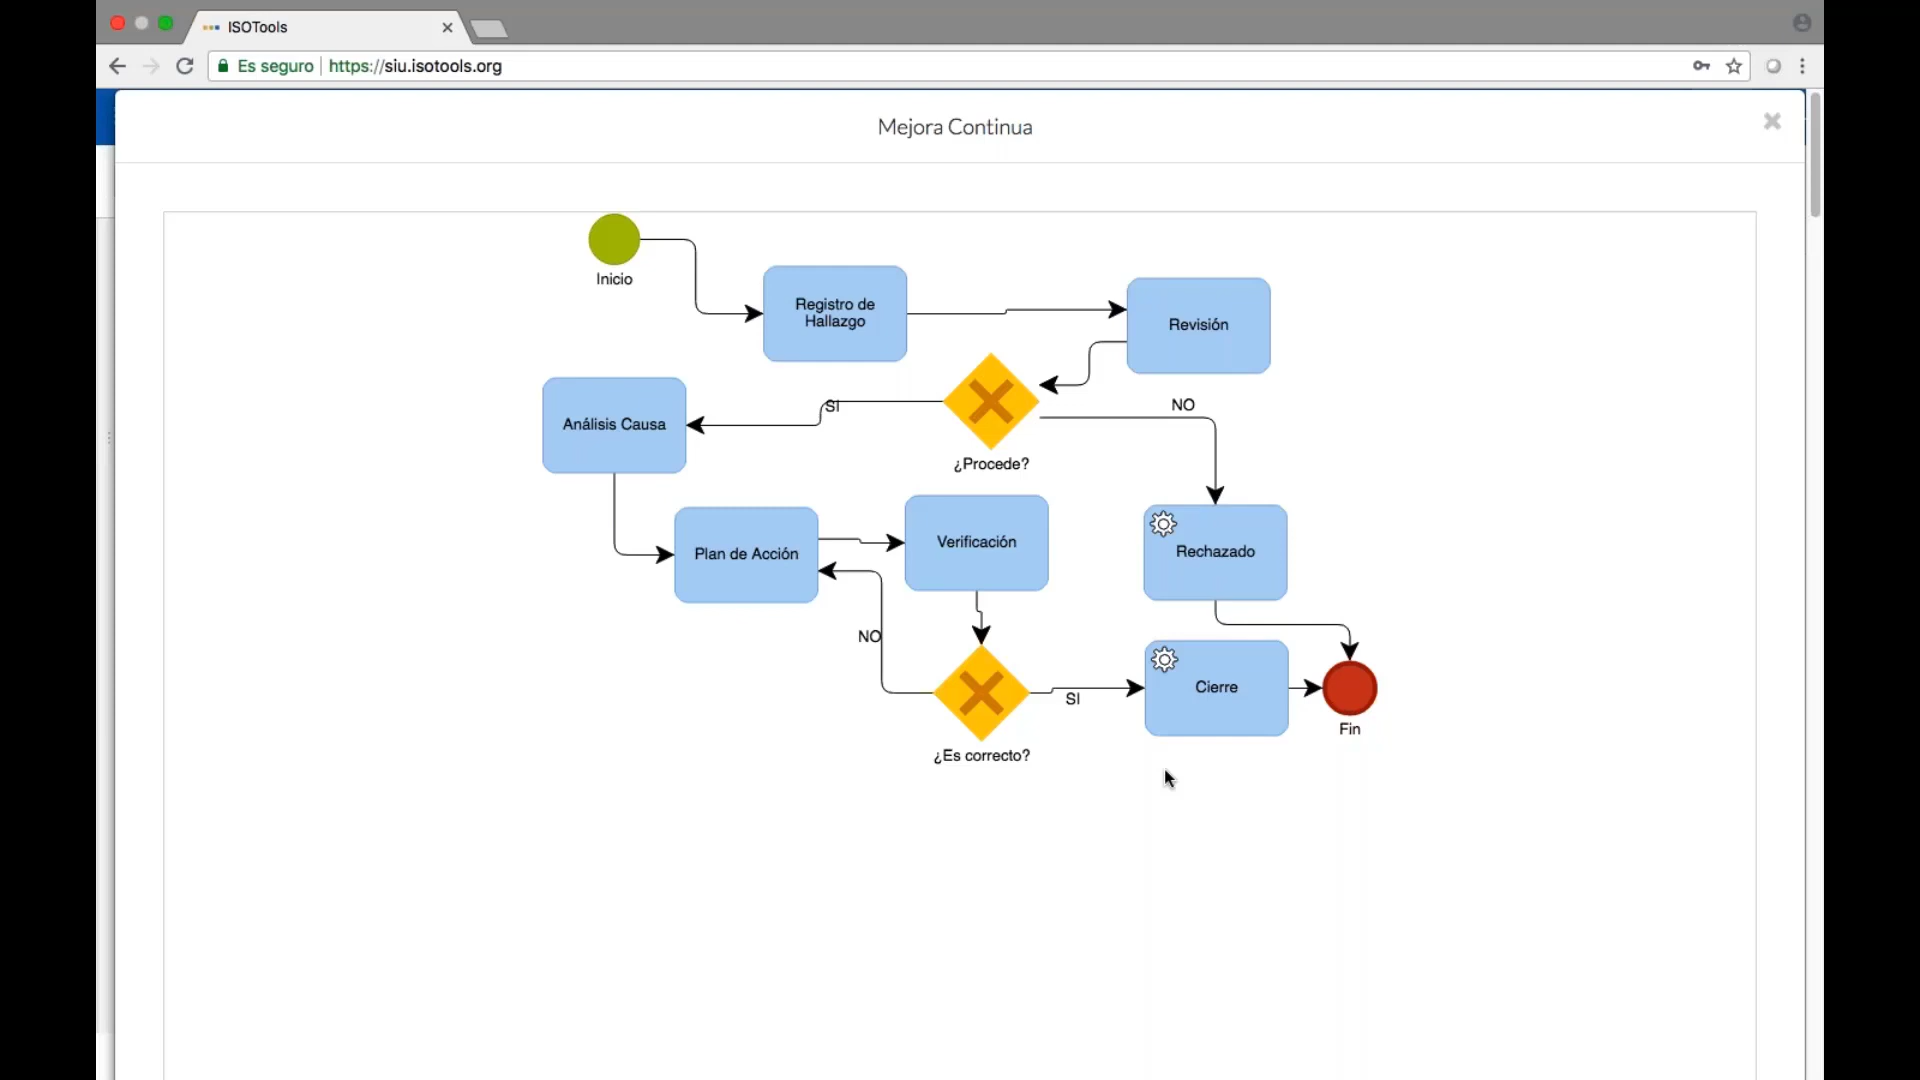 ISOTools
Es seguro
https://siu.isotools.org
Mejora Continua
Inicio
Registro de
Hallazgo
Revisión
SI
NO
Análisis Causa
¿Procede?
Plan de Acción
Verificación
Rechazado
NO
SI
Cierre
Fin
¿Es correcto?